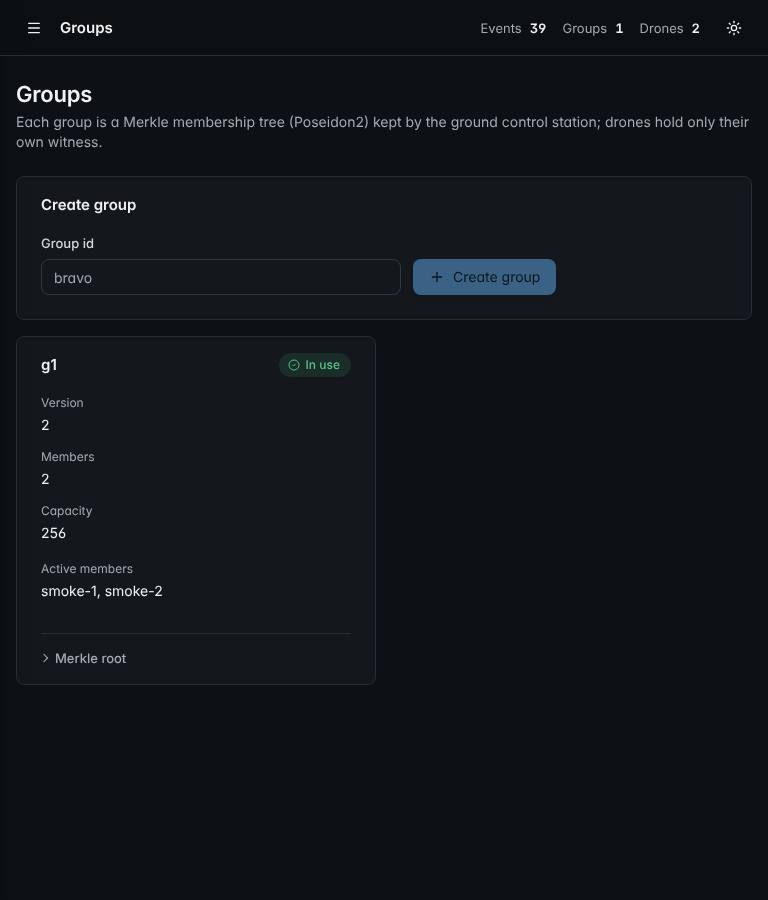 Groups
Events 39 Groups 1 Drones 2
Groups
Each group is a Merkle membership tree (Poseidon2) kept by the ground control station; drones hold only their
own witness.
Create group
Group id
bravo
Create group
g1
In use
Version
2
Members
2
Capacity
256
Active members
smoke-1, smoke-2
Merkle root